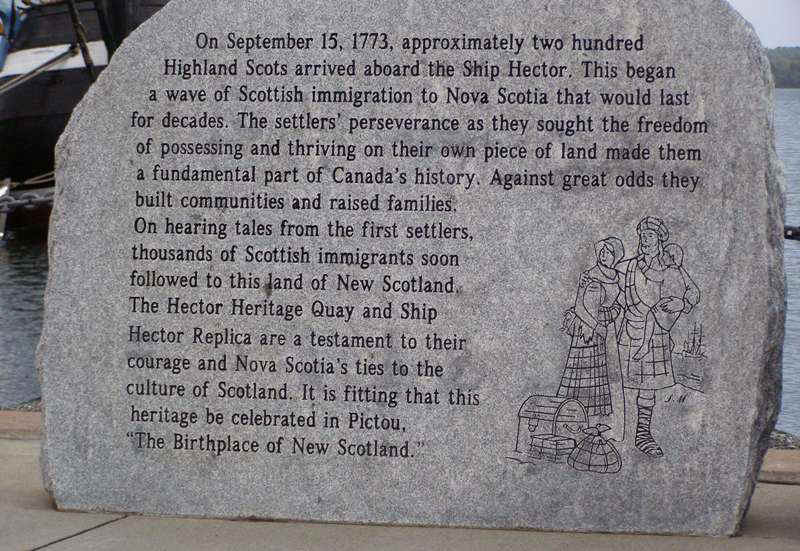 On September 15, 1773, approximately two hundred
Highland Scots arrived aboard the Ship Hector. This began
a wave of Scottish immigration to Nova Scotia that would last
for decades. The settlers' perseverance as they sought the freedom
of possessing and thriving on their own piece of land made them
a fundamental part of Canada's history. Against great odds they
built communities and raised families.
On hearing tales from the first settlers,
thousands of Scottish immigrants soon
followed to this land of New Scotland.
The Hector Heritage Quay and Ship
Hector Replica are a testament to their
courage and Nova Scotia's ties to the
culture of Scotland. It is fitting that this
heritage be celebrated in Pictou,
"The Birthplace of New Scotland."